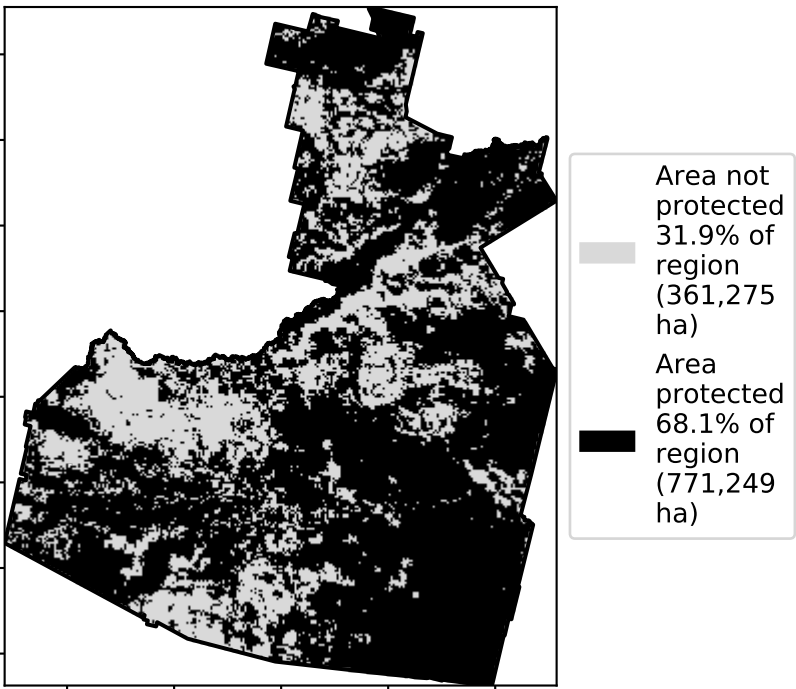 Area not
protected
31.9% of
region
(361,275
ha)
Area
protected
68.1% of
region
(771,249
ha)